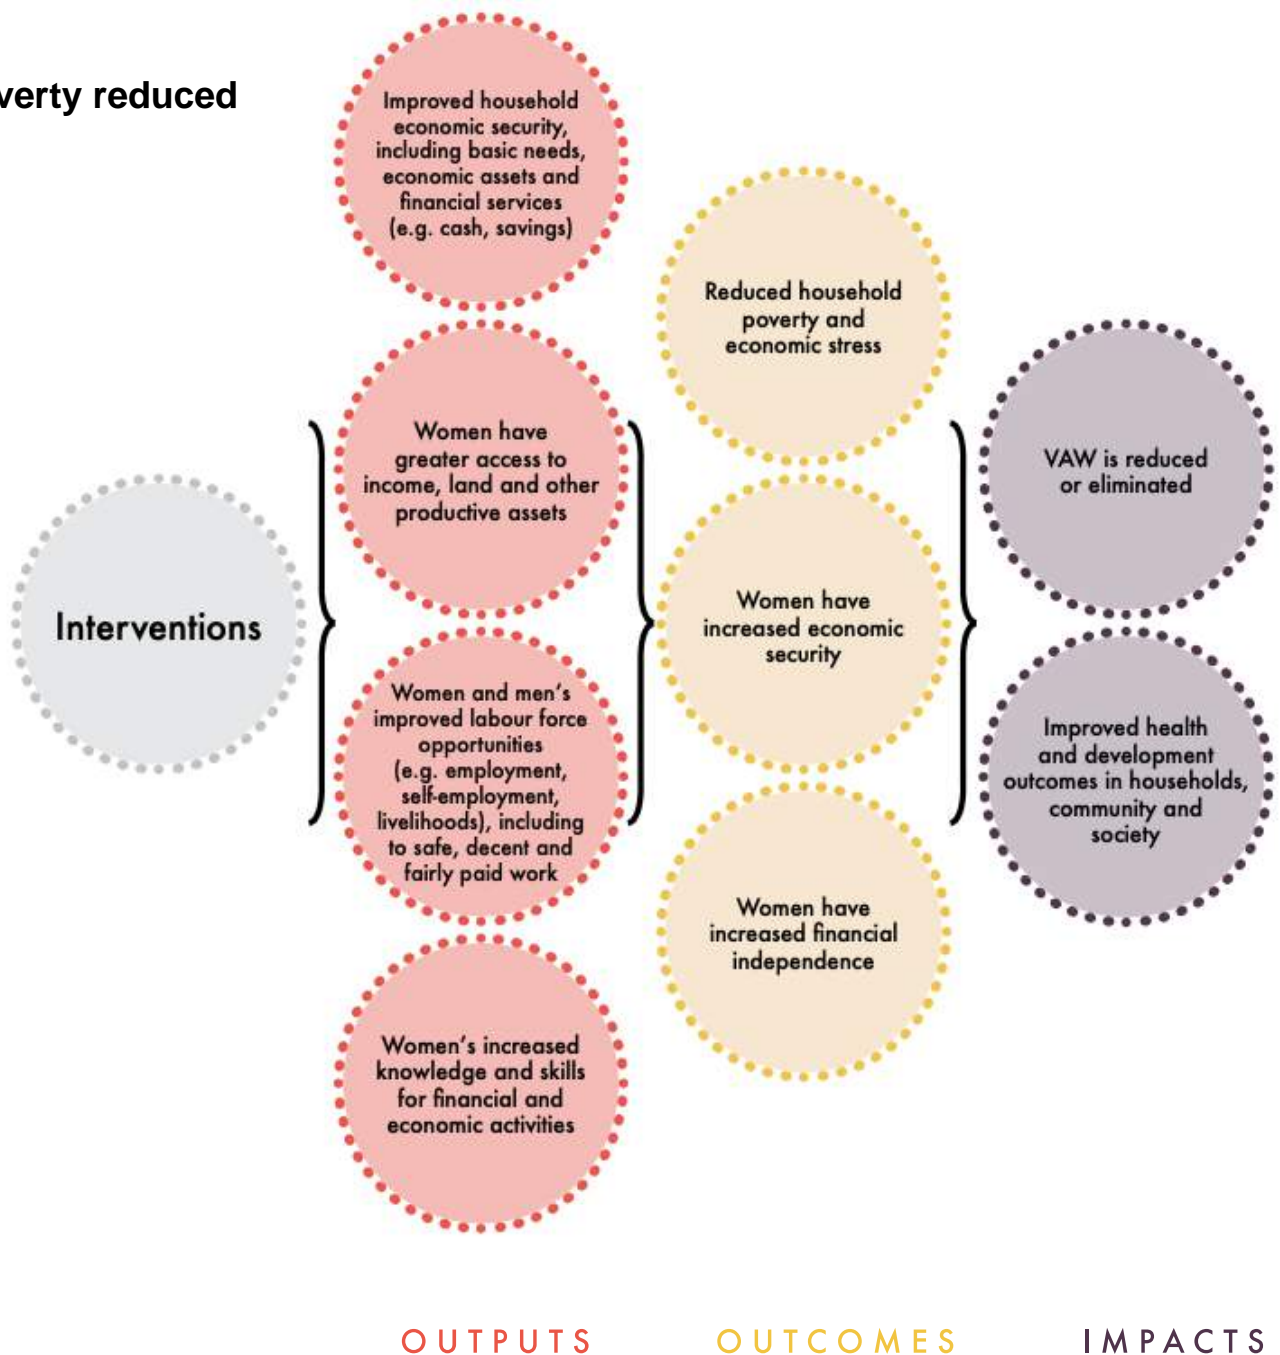 verty reduced
Improved household
economic security,
including basic needs,
economic assets and
financial services
(e.g. cash, savings)
Women have
greater access to
income, land and other
productive assets
Women and men's
improved labour force
opportunities
(e.g. employment,
self-employment,
livelihoods), including
to safe, decent and
fairly paid work
Women's increased
knowledge and skills
for financial and
economic activities
Reduced household
poverty and
economic stress
Women have
increased economic
security
Women have
increased financial
independence
VAW is reduced
or eliminated
Improved health
and development
outcomes in households,
community and
society
Interventions
OUTPUTS
OUTCOMES
IMPACTS